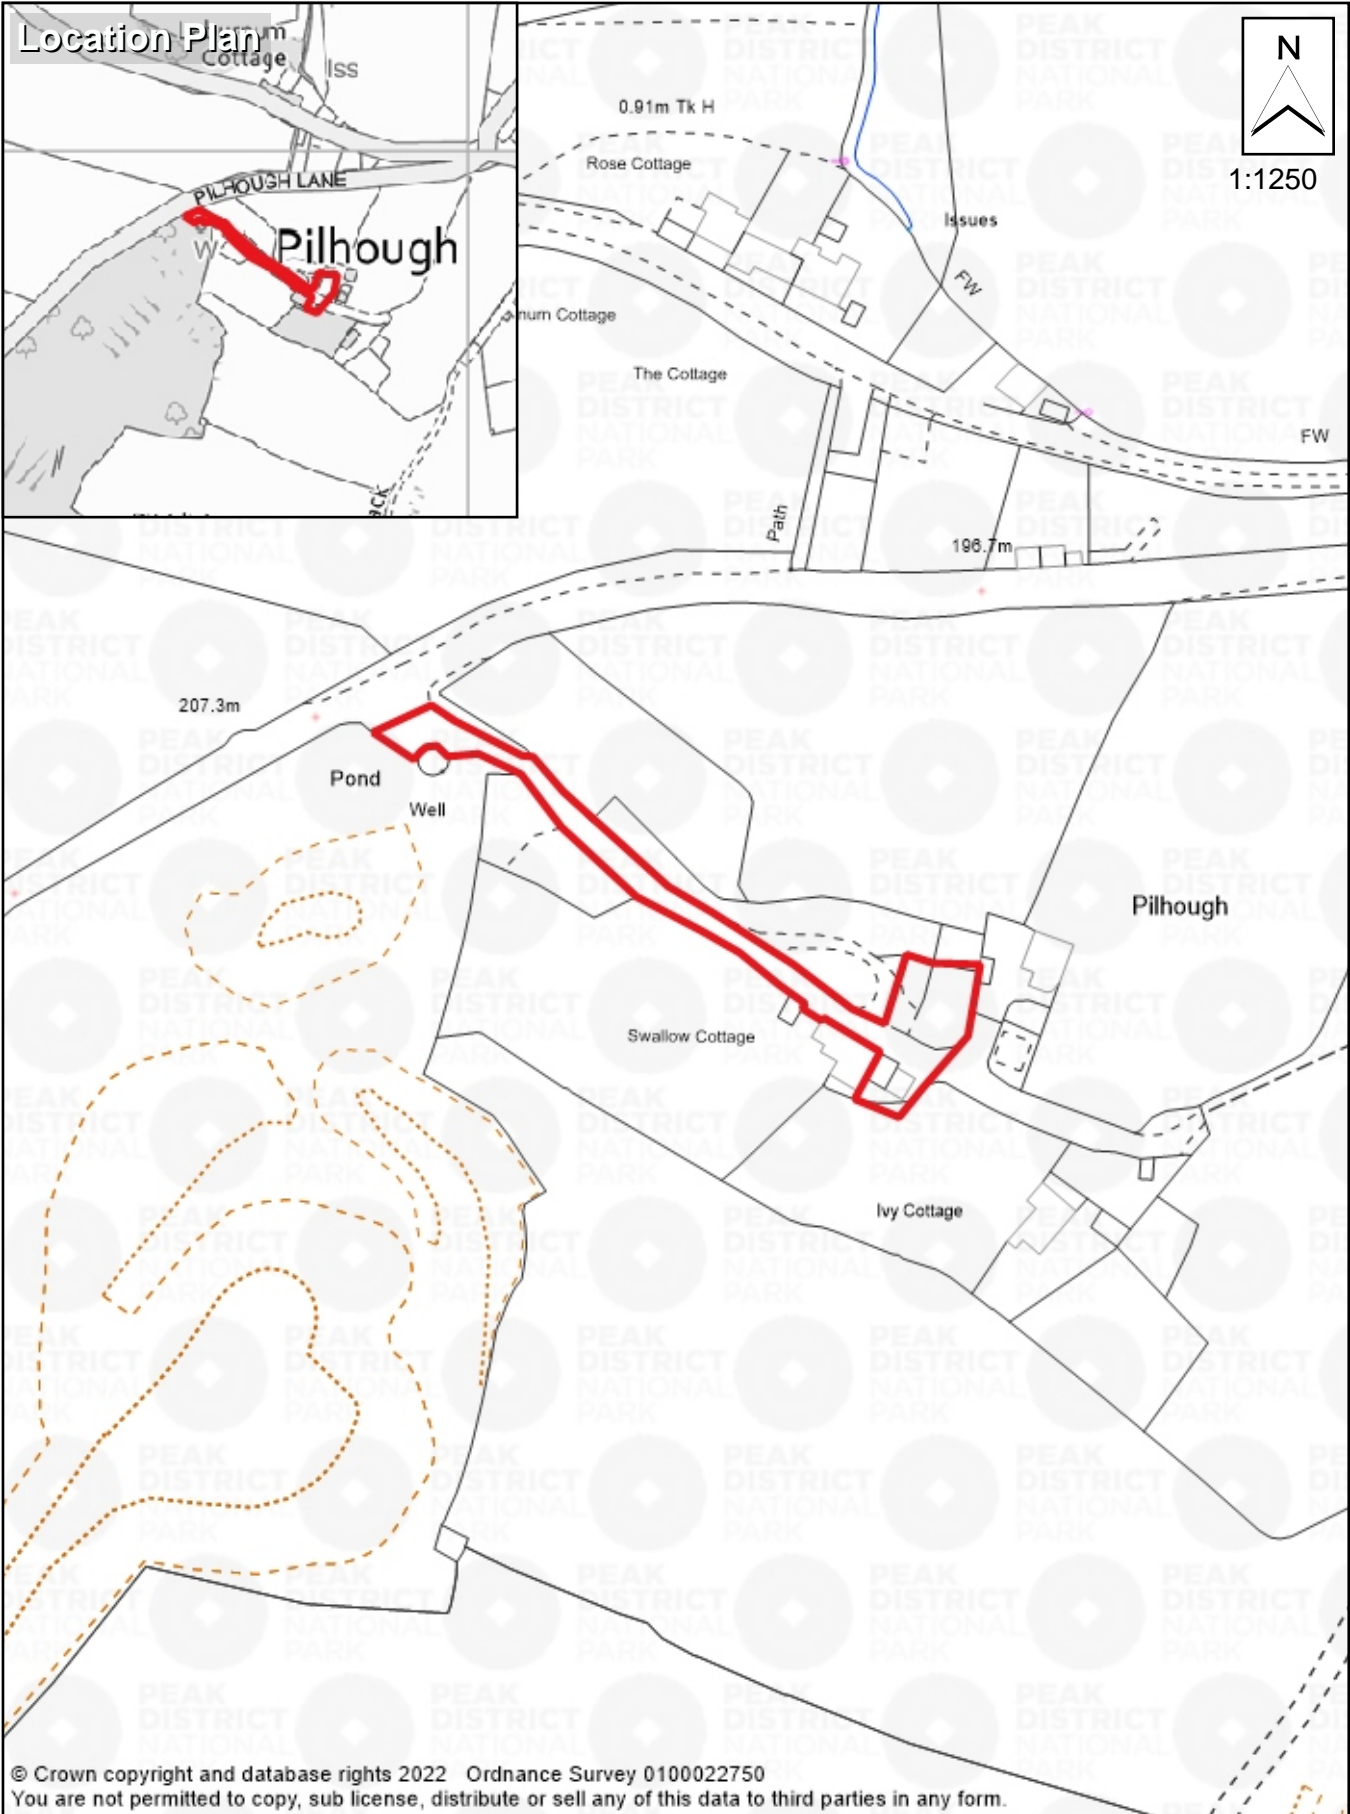 Location Plan
Cottage
Iss
PILHOUGH LANE
W
Pilhough
N
1:1250
0.91m Tk H
Rose Cottage
Issues
FW
num Cottage
The Cottage
FW
Path
196.7m
207.3m
Pond
Well
Pilhough
Swallow Cottage
Ivy Cottage
© Crown copyright and database rights 2022 Ordnance Survey 0100022750
You are not permitted to copy, sub license, distribute or sell any of this data to third parties in any form.
PEAK
DISTRICT
NATIONAL
PARK